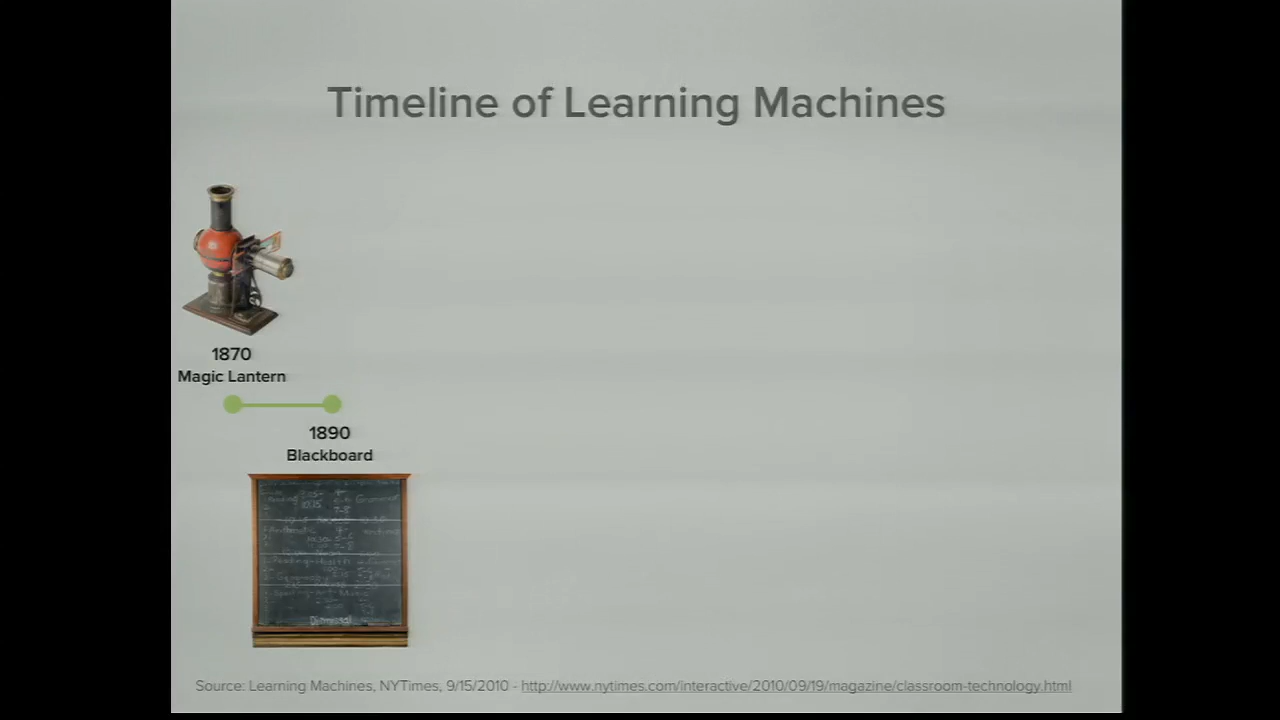 Timeline of Learning Machines
1870
Magic Lantern
1890
Blackboard
Dismissal
Source: Learning Machines, NYTimes, 9/15/2010 - http://www.nytimes.com/interactive/2010/09/19/magazine/classroom-technology.html